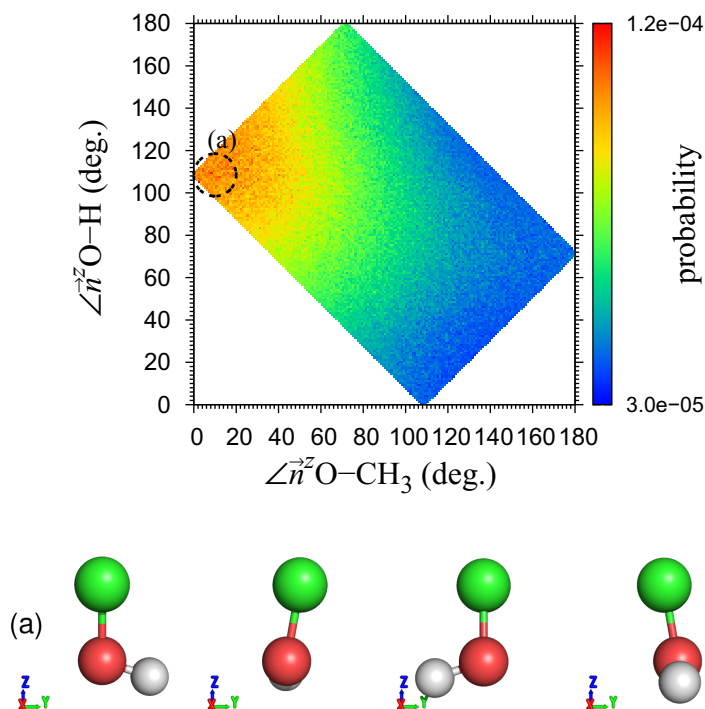 180
160
140
120
100
80
60
40
20
0
∠n⃗ᶻO−H (deg.)
(a)
0 20 40 60 80 100 120 140 160 180
∠n⃗ᶻO−CH₃ (deg.)
1.2e−04
probability
3.0e−05
(a)
Z X Y
Z X Y
Z X Y
Z X Y